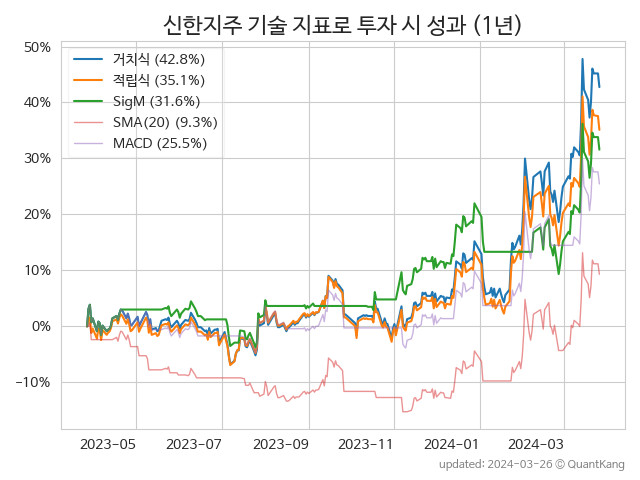 신한지주 기술 지표로 투자 시 성과 (1년)
50%
40%
30%
20%
10%
0%
−10%
거치식 (42.8%)
적립식 (35.1%)
SigM (31.6%)
SMA(20) (9.3%)
MACD (25.5%)
2023-05
2023-07
2023-09
2023-11
2024-01
2024-03
updated: 2024-03-26 ⓒ QuantKang